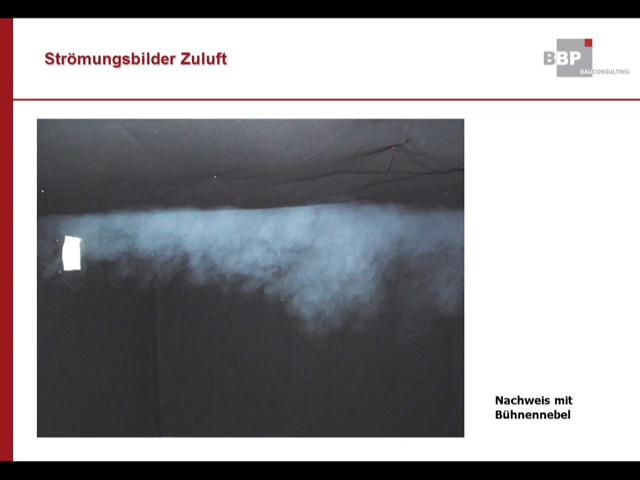 Strömungsbilder Zuluft
BBP
BAUCONSULTING
Nachweis mit
Bühnennebel